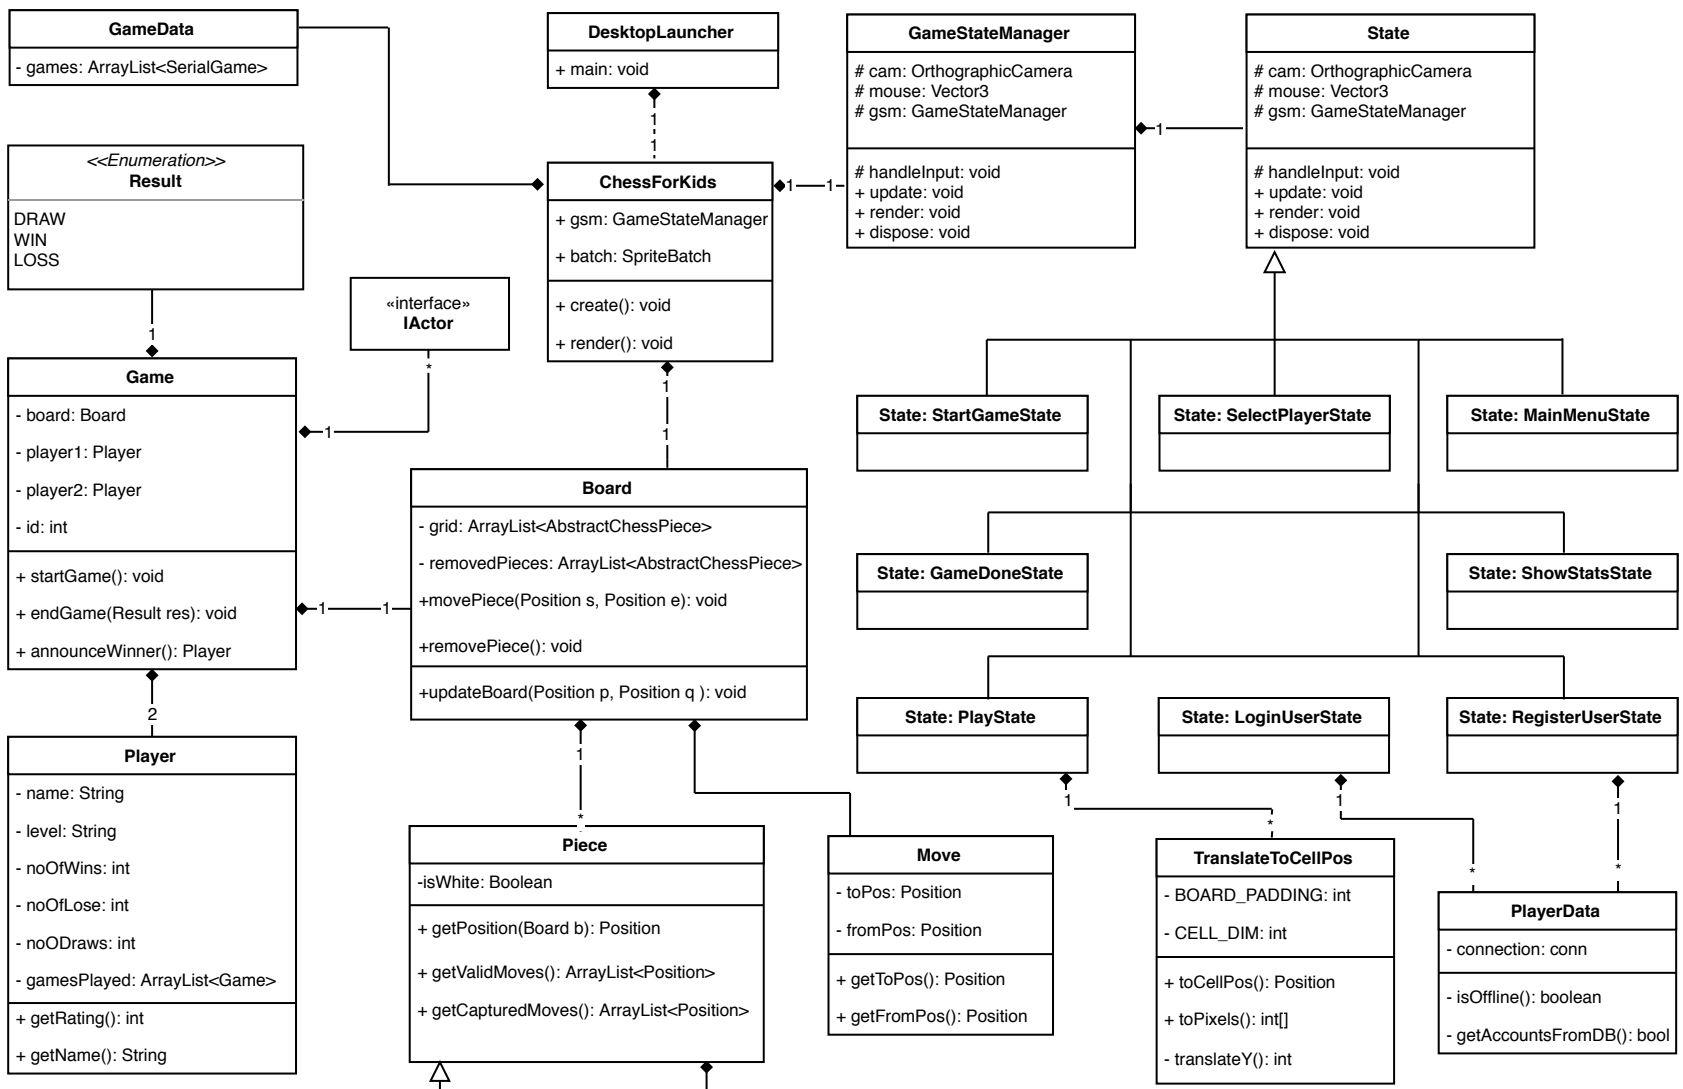 GameData
- games: ArrayList<SerialGame>
DesktopLauncher
+ main: void
GameStateManager
# cam: OrthographicCamera
# mouse: Vector3
# gsm: GameStateManager
# handleInput: void
+ update: void
+ render: void
+ dispose: void
State
# cam: OrthographicCamera
# mouse: Vector3
# gsm: GameStateManager
# handleInput: void
+ update: void
+ render: void
+ dispose: void
1
1
1
<<Enumeration>>
Result
DRAW
WIN
LOSS
ChessForKids
+ gsm: GameStateManager
+ batch: SpriteBatch
+ create(): void
+ render(): void
1
1
«interface»
IActor
1
*
1
1
1
Game
- board: Board
- player1: Player
- player2: Player
- id: int
+ startGame(): void
+ endGame(Result res): void
+ announceWinner(): Player
1
1
2
Board
- grid: ArrayList<AbstractChessPiece>
- removedPieces: ArrayList<AbstractChessPiece>
+movePiece(Position s, Position e): void
+removePiece(): void
+updateBoard(Position p, Position q ): void
1
*
State: StartGameState
State: SelectPlayerState
State: MainMenuState
State: GameDoneState
State: ShowStatsState
State: PlayState
State: LoginUserState
State: RegisterUserState
1
*
1
*
1
*
Player
- name: String
- level: String
- noOfWins: int
- noOfLose: int
- noODraws: int
- gamesPlayed: ArrayList<Game>
+ getRating(): int
+ getName(): String
Piece
-isWhite: Boolean
+ getPosition(Board b): Position
+ getValidMoves(): ArrayList<Position>
+ getCapturedMoves(): ArrayList<Position>
Move
- toPos: Position
- fromPos: Position
+ getToPos(): Position
+ getFromPos(): Position
TranslateToCellPos
- BOARD_PADDING: int
- CELL_DIM: int
+ toCellPos(): Position
+ toPixels(): int[]
- translateY(): int
PlayerData
- connection: conn
- isOffline(): boolean
- getAccountsFromDB(): bool